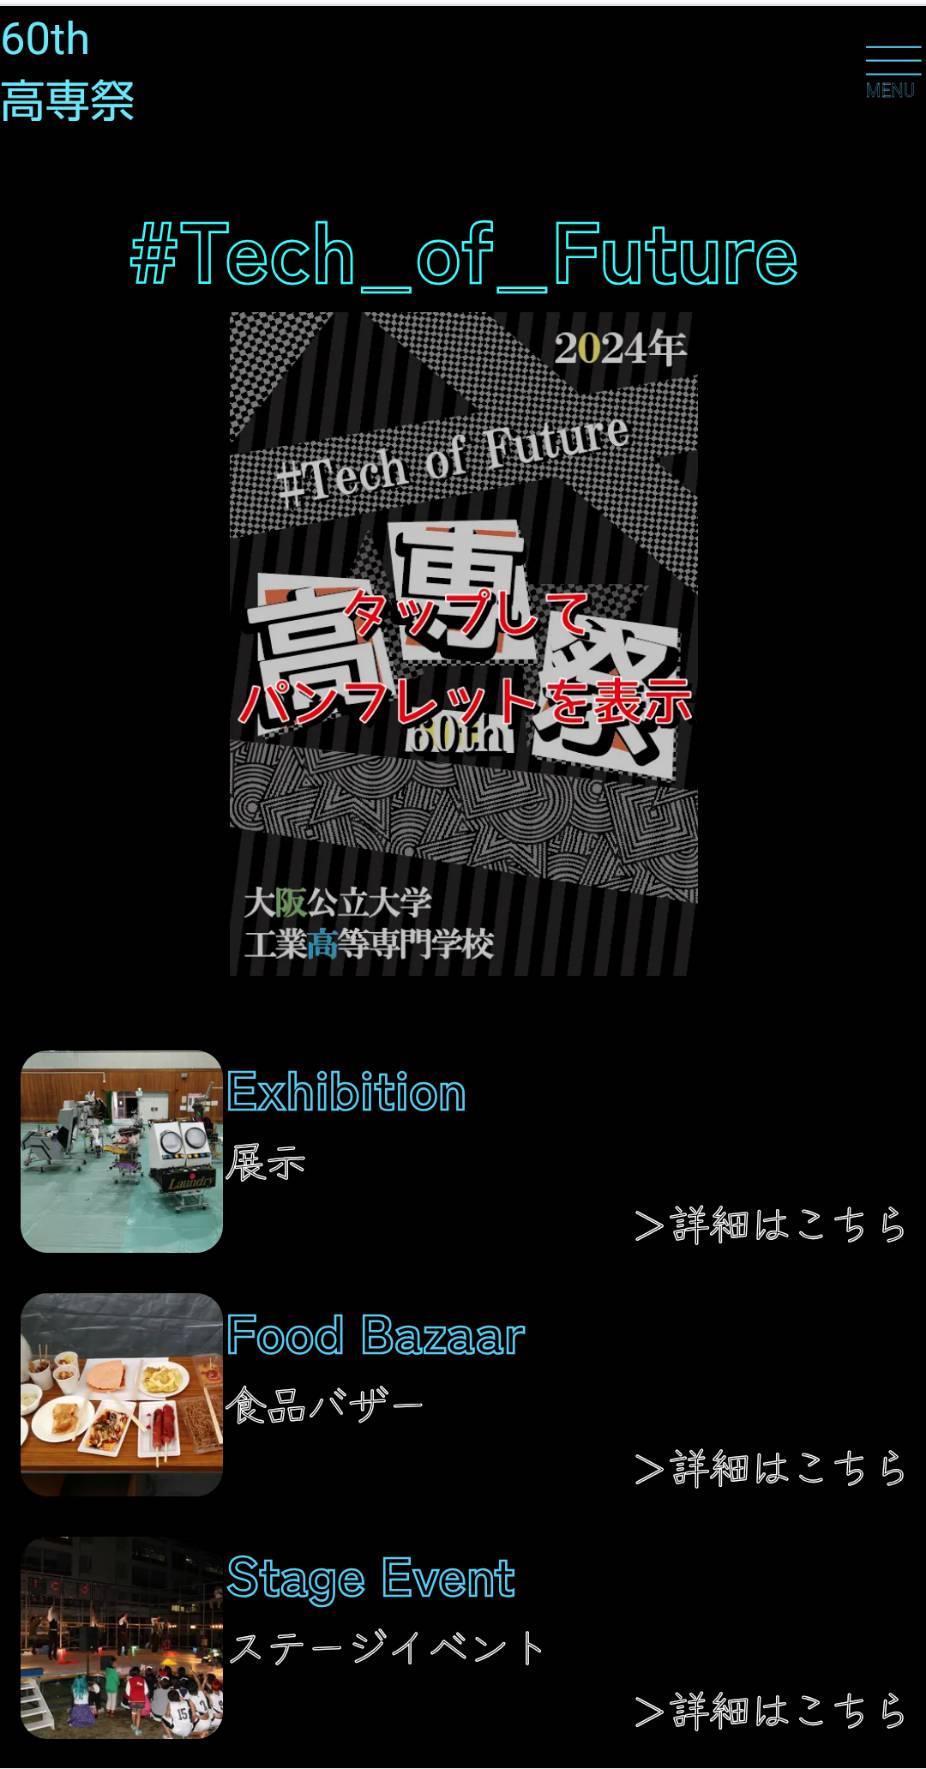 60th
高専祭
MENU
#Tech_of_Future
2024年
#Tech of Future
高専祭
タップして
パンフレットを表示
60th
大阪公立大学
工業高等専門学校
Exhibition
展示
Laundry
>詳細はこちら
Food Bazaar
食品バザー
>詳細はこちら
Stage Event
ステージイベント
15
>詳細はこちら